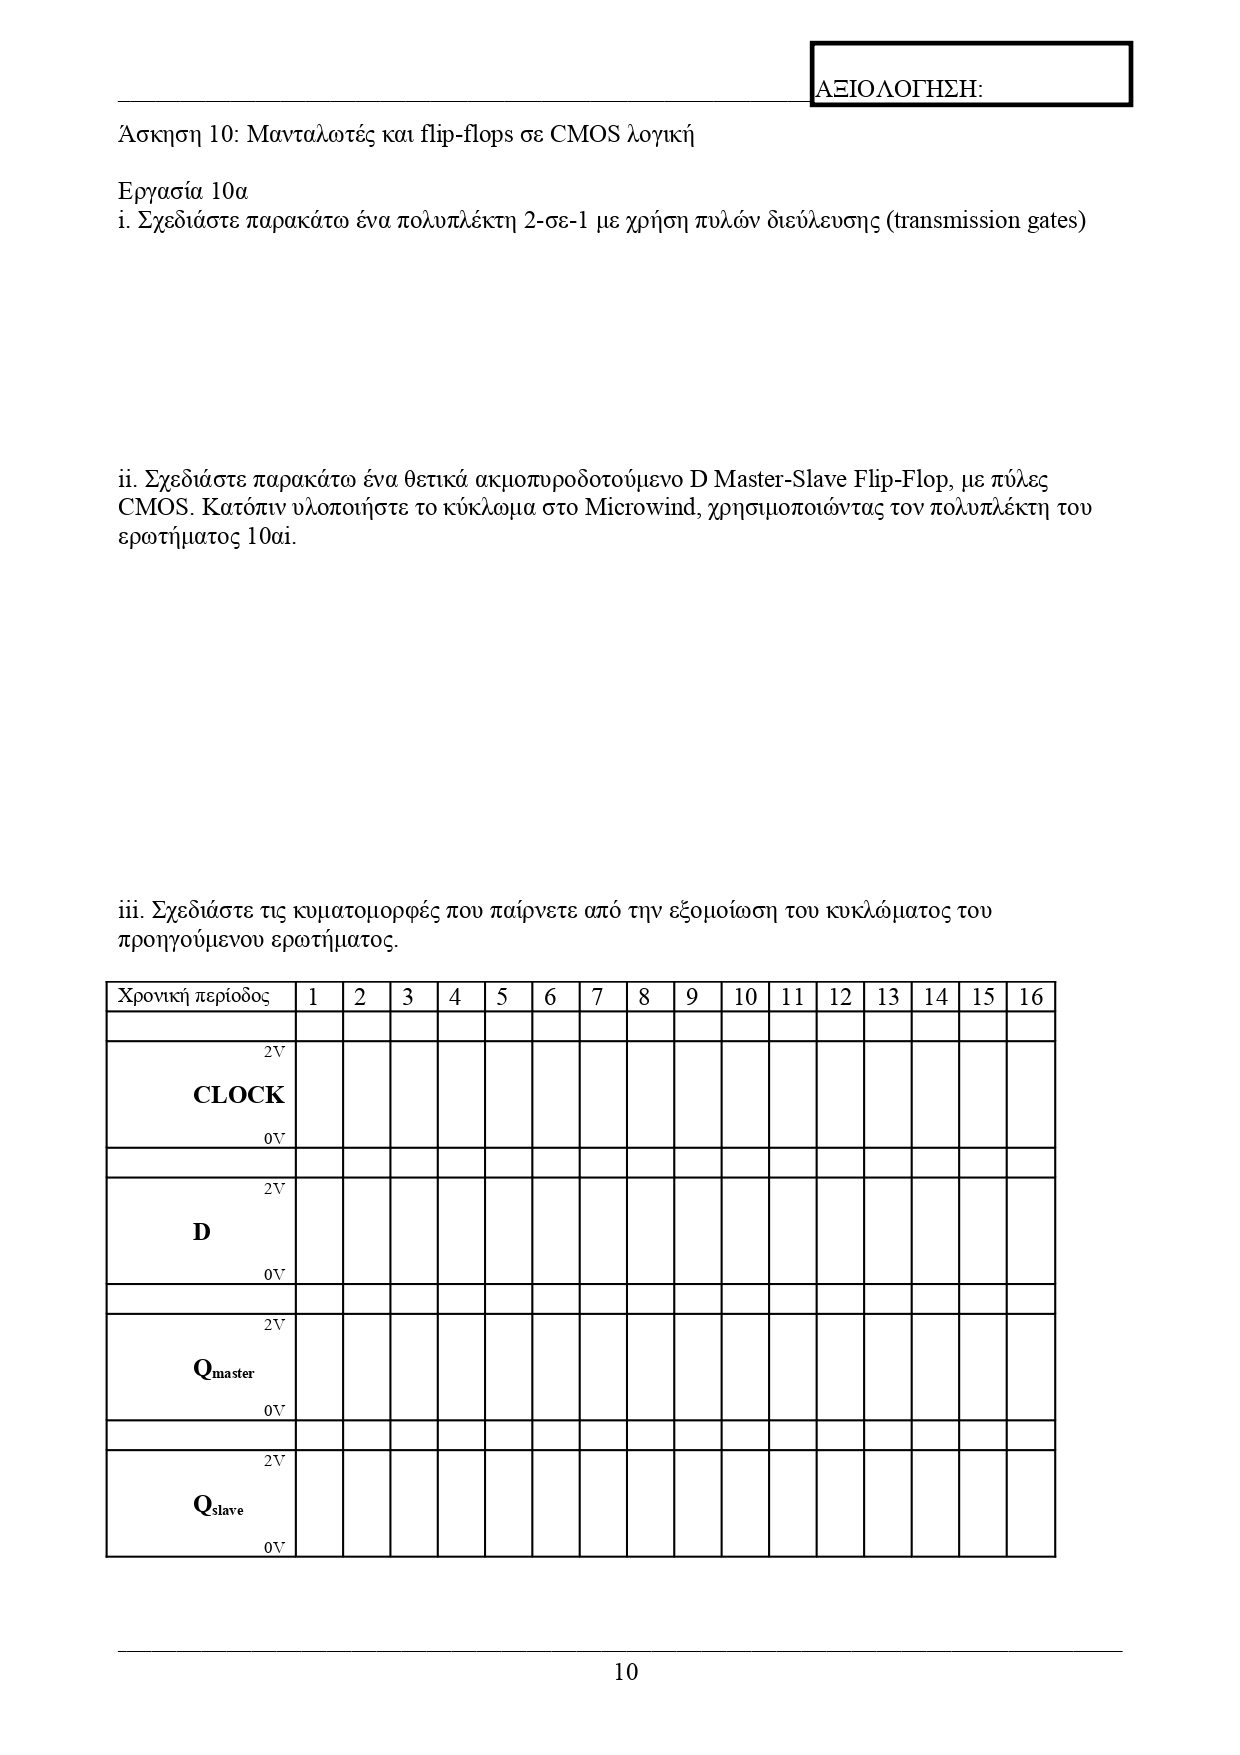 ΑΞΙΟΛΟΓΗΣΗ:
Άσκηση 10: Μανταλωτές και flip-flops σε CMOS λογική
Εργασία 10α
i. Σχεδιάστε παρακάτω ένα πολυπλέκτη 2-σε-1 με χρήση πυλών διεύλευσης (transmission gates)
ii. Σχεδιάστε παρακάτω ένα θετικά ακμοπυροδοτούμενο D Master-Slave Flip-Flop, με πύλες
CMOS. Κατόπιν υλοποιήστε το κύκλωμα στο Microwind, χρησιμοποιώντας τον πολυπλέκτη του
ερωτήματος 10αi.
iii. Σχεδιάστε τις κυματομορφές που παίρνετε από την εξομοίωση του κυκλώματος του
προηγούμενου ερωτήματος.
Χρονική περίοδος 1 2 3 4 5 6 7 8 9 10 11 12 13 14 15 16
2V
CLOCK
0V
2V
D
0V
2V
Qmaster
0V
2V
Qslave
0V
10